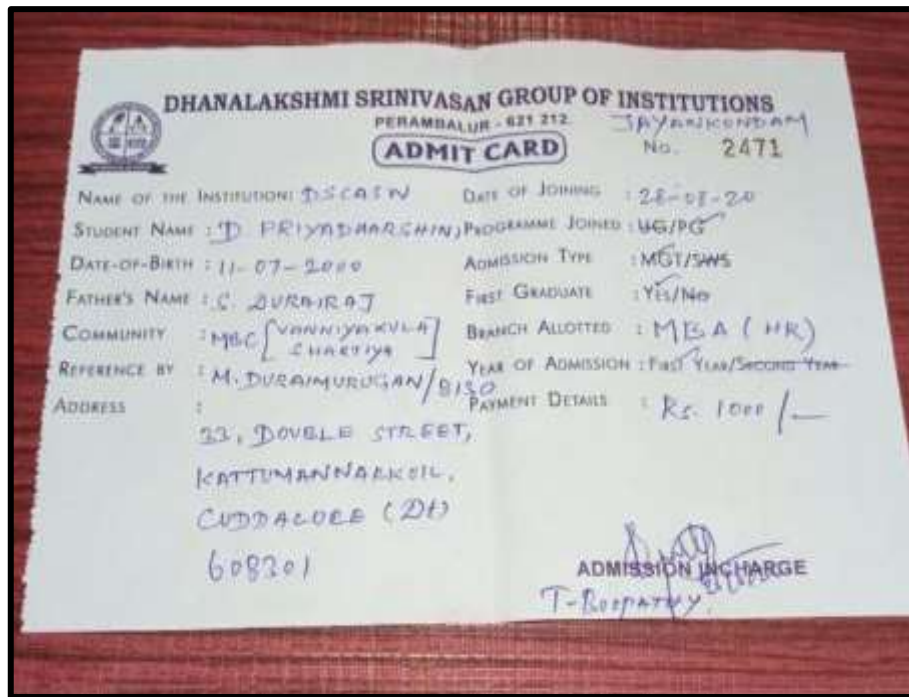 DHANALAKSHMI SRINIVASAN GROUP OF INSTITUTIONS
PERAMBALUR - 621 212. JAYANKONDAM
ADMIT CARD No. 2471
NAME OF THE INSTITUTION: DSCASW DATE OF JOINING : 28-08-20
STUDENT NAME : D PRIYADHARSHINI PROGRAMME JOINED : UG/PG
DATE-OF-BIRTH : 11-07-2000 ADMISSION TYPE : MGT/SWS
FATHER'S NAME : C. DURAIRAJ FIRST GRADUATE : YES/NO
COMMUNITY : MBC [VANNIYAKULA BRANCH ALLOTTED : MBA (HR)
SHARTIYA]
REFERENCE BY : M. DURAIMURUGAN/8130 YEAR OF ADMISSION : FIRST YEAR/SECOND YEAR
ADDRESS : PAYMENT DETAILS : Rs. 1000/-
33, DOUBLE STREET,
KATTUMANNARKOIL,
CUDDALORE (Dt)
608301
ADMISSION INCHARGE
T-Boopathy.